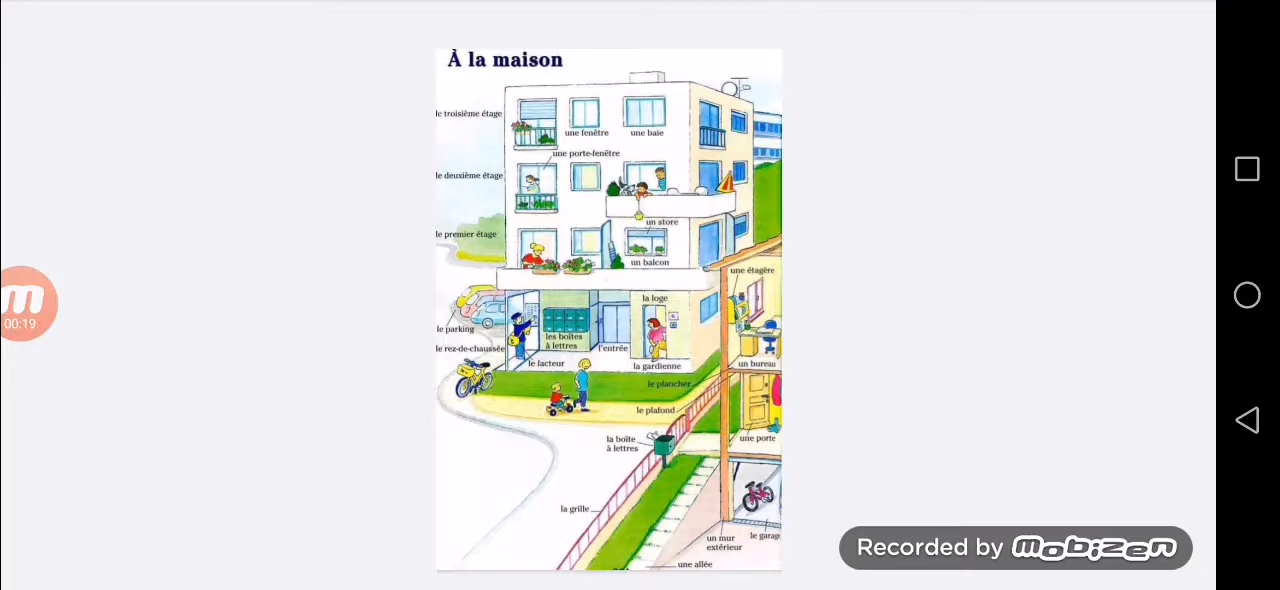 À la maison
le troisième étage
une fenêtre
une baie
une porte-fenêtre
le deuxième étage
un store
le premier étage
un balcon
une étagère
la loge
le parking
les boîtes
à lettres
l'entrée
le rez-de-chaussée
le facteur
la gardienne
un bureau
le plancher
le plafond
la boîte
à lettres
une porte
la grille
un mur
extérieur
le garage
une allée
00:19
Recorded by mobizen